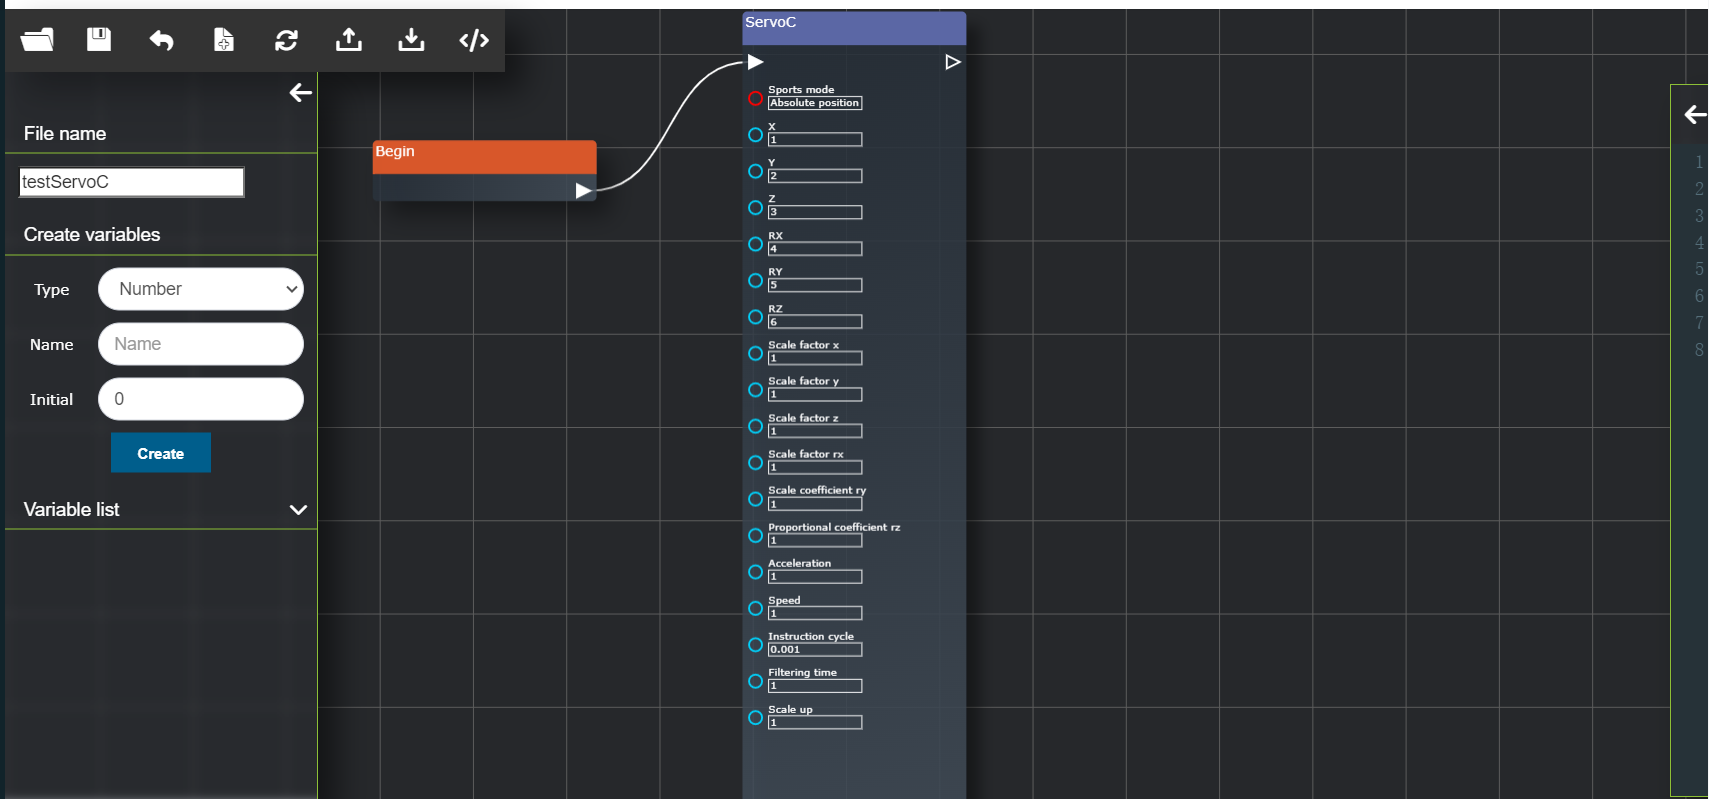 File name
testServoC
Create variables
Type
Number
Name
Name
Initial
0
Create
Variable list
Begin
ServoC
Sports mode
Absolute position
X
1
Y
2
Z
3
RX
4
RY
5
RZ
6
Scale factor x
1
Scale factor y
1
Scale factor z
1
Scale factor rx
1
Scale coefficient ry
1
Proportional coefficient rz
1
Acceleration
1
Speed
1
Instruction cycle
0.001
Filtering time
1
Scale up
1
1
2
3
4
5
6
7
8